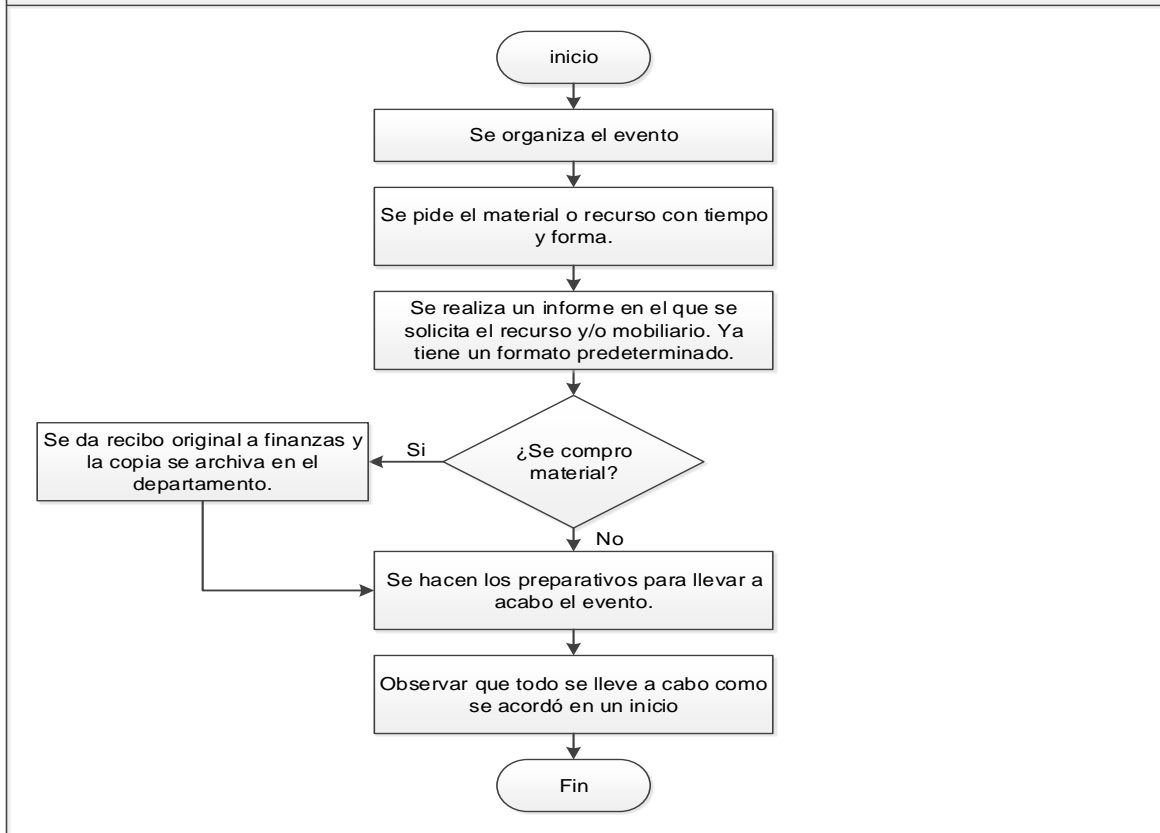 inicio
Se organiza el evento
Se pide el material o recurso con tiempo
y forma.
Se realiza un informe en el que se
solicita el recurso y/o mobiliario. Ya
tiene un formato predeterminado.
¿Se compro
material?
Si
Se da recibo original a finanzas y
la copia se archiva en el
departamento.
No
Se hacen los preparativos para llevar a
acabo el evento.
Observar que todo se lleve a cabo como
se acordó en un inicio
Fin